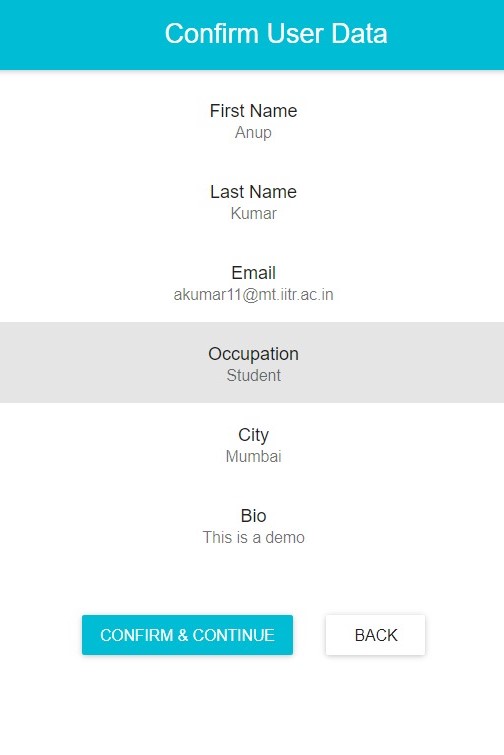 Confirm User Data
First Name
Anup
Last Name
Kumar
Email
akumar11@mt.iitr.ac.in
Occupation
Student
City
Mumbai
Bio
This is a demo
CONFIRM & CONTINUE
BACK